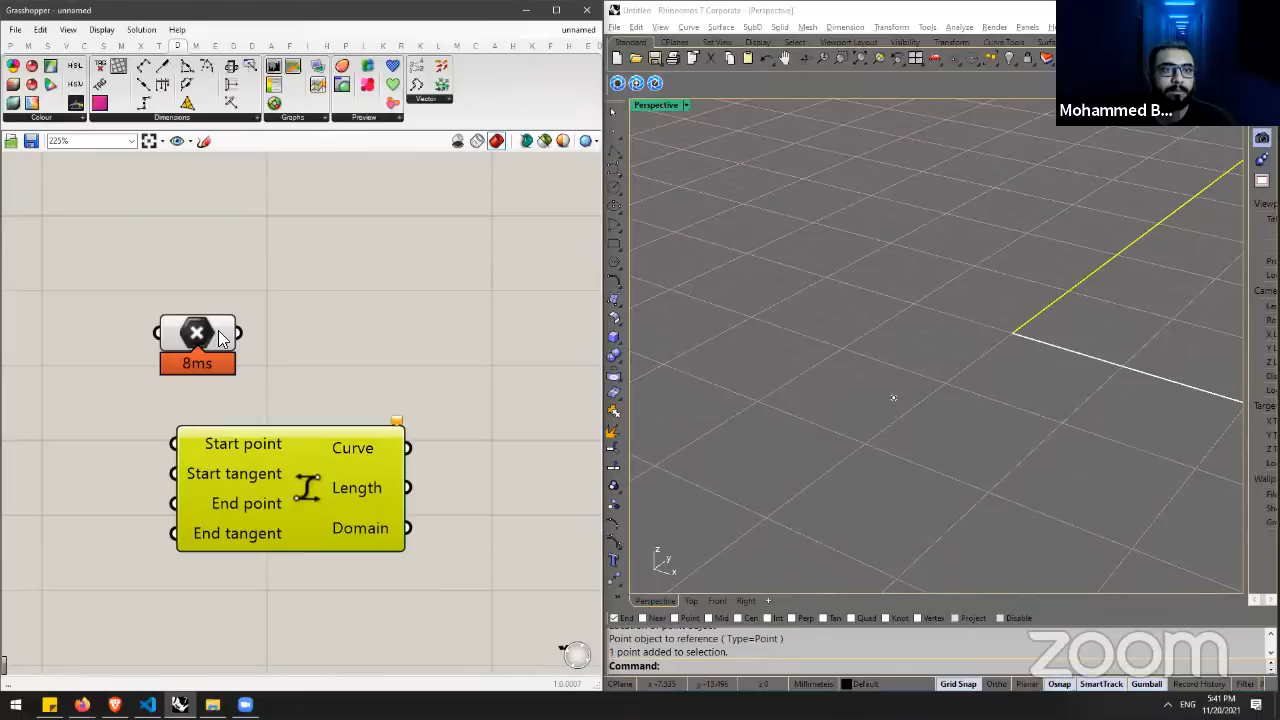 Grasshopper - unnamed
File Edit View Display Solution Help
unnamed
Colour
Dimensions
Graphs
Preview
Vector
225%
8ms
Start point
Start tangent
End point
End tangent
Curve
Length
Domain
...
1.0.0007
Untitled - Rhinoceros 7 Corporate - [Perspective]
File Edit View Curve Surface SubD Solid Mesh Dimension Transform Tools Analyze Render Panels
Standard CPlanes Set View Display Select Viewport Layout Visibility Transform Curve Tools
Perspective
z
y
x
Perspective Top Front Right
End Near Point Mid Cen Int Perp Tan Quad Knot Vertex Project Disable
Point object to reference ( Type=Point )
1 point added to selection.
Command:
CPlane x -7.535 y -13.496 z 0 Millimeters Default Grid Snap Ortho Planar Osnap SmartTrack Gumball Record History Filter
Mohammed B...
zoom
ENG
5:41 PM
11/20/2021